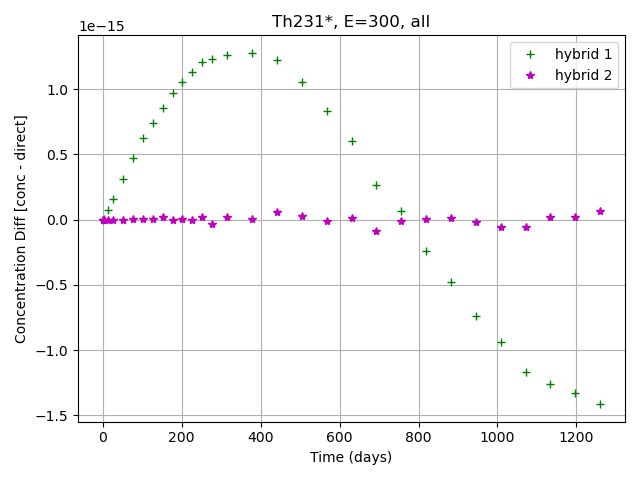 Th231*, E=300, all
1e−15
hybrid 1
hybrid 2
1.0
0.5
0.0
−0.5
−1.0
−1.5
Concentration Diff [conc - direct]
0 200 400 600 800 1000 1200
Time (days)